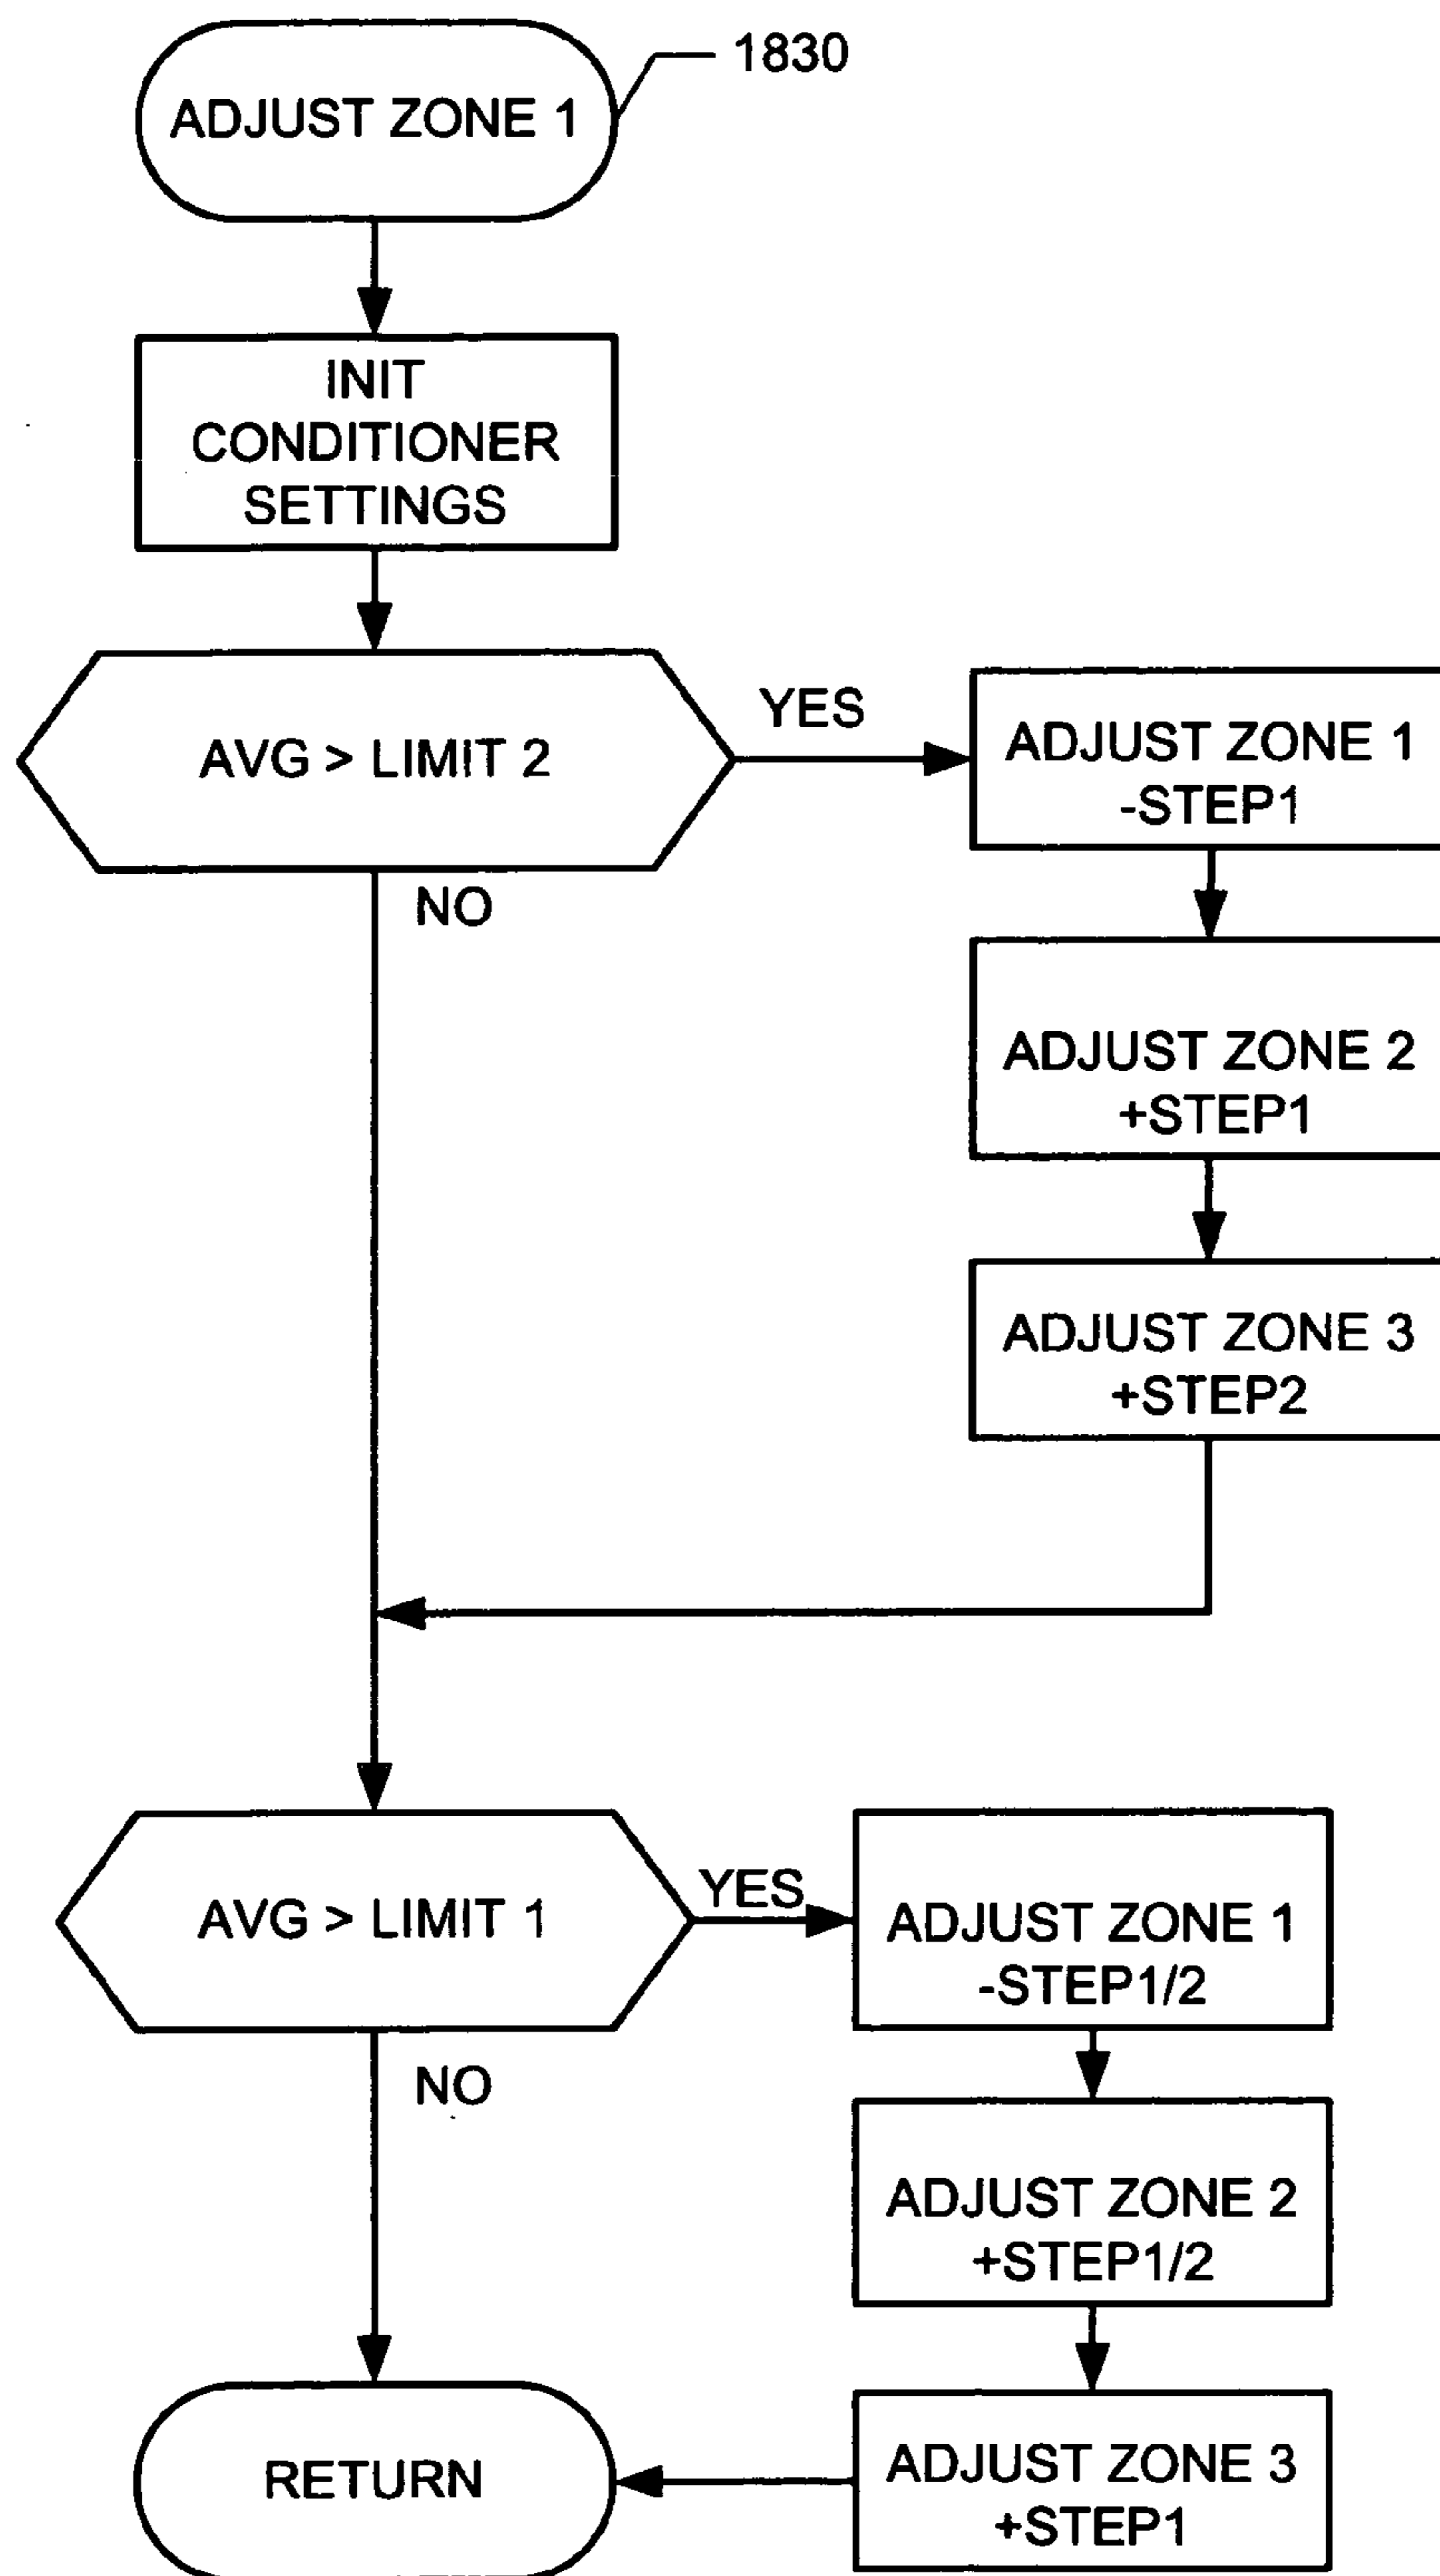 ADJUST ZONE 1
1830
INIT
CONDITIONER
SETTINGS
AVG > LIMIT 2
YES
NO
ADJUST ZONE 1
-STEP1
ADJUST ZONE 2
+STEP1
ADJUST ZONE 3
+STEP2
AVG > LIMIT 1
YES
NO
ADJUST ZONE 1
-STEP1/2
ADJUST ZONE 2
+STEP1/2
ADJUST ZONE 3
+STEP1
RETURN